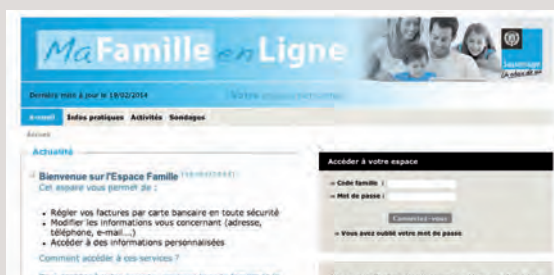 Ma Famille en Ligne
Dernière mise à jour le 19/02/2014
Accueil Infos pratiques Activités Sondages
Accueil
Actualité
Bienvenue sur l'Espace Famille
Cet espace vous permet de :
• Régler vos factures par carte bancaire en toute sécurité
• Modifier les informations vous concernant (adresse,
téléphone, e-mail...)
• Accéder à des informations personnalisées
Comment accéder à ces services ?
Accéder à votre espace
Code famille :
Mot de passe :
Connectez-vous
Vous avez oublié votre mot de passe